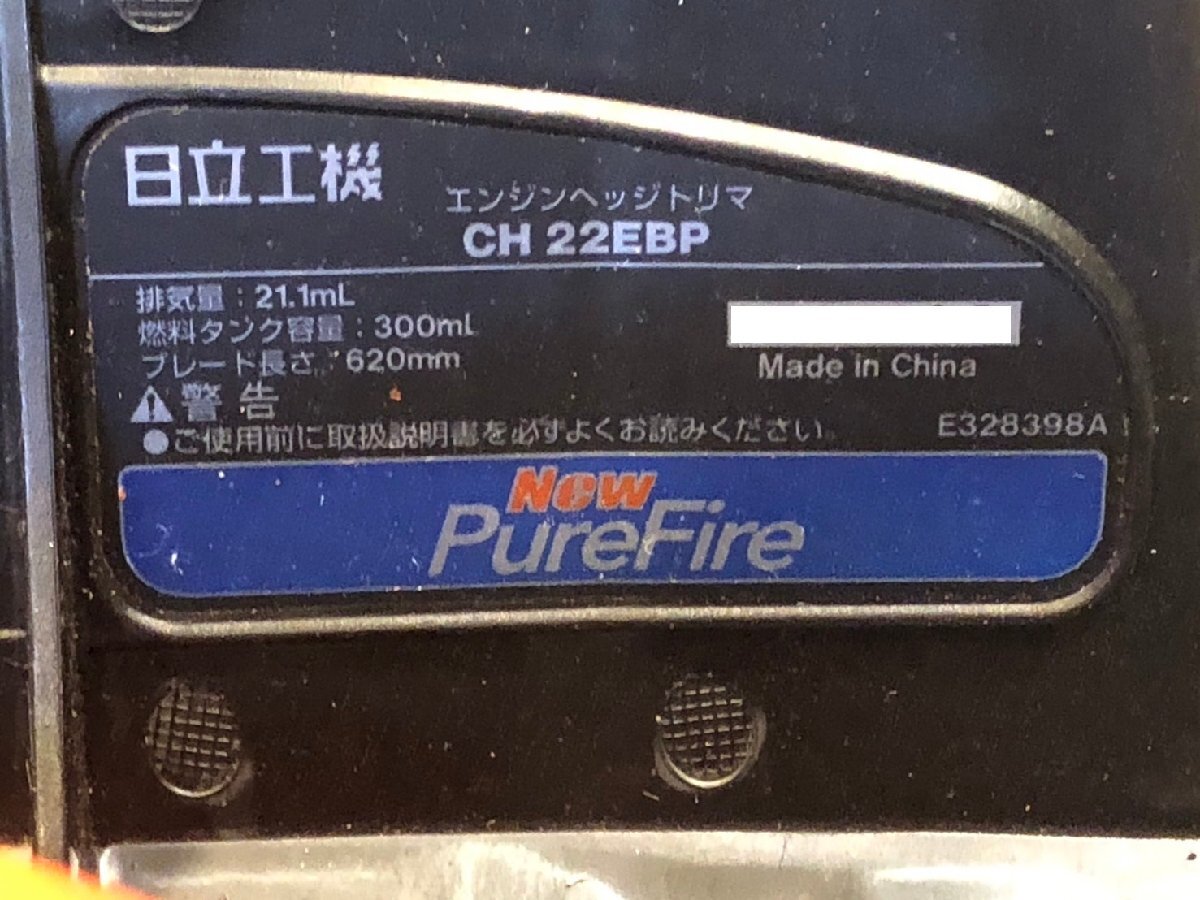 日立工機
エンジンヘッジトリマ
CH 22EBP
排気量：21.1mL
燃料タンク容量：300mL
ブレード長さ：620mm
Made in China
警告
●ご使用前に取扱説明書を必ずよくお読みください。
E328398A
New
PureFire